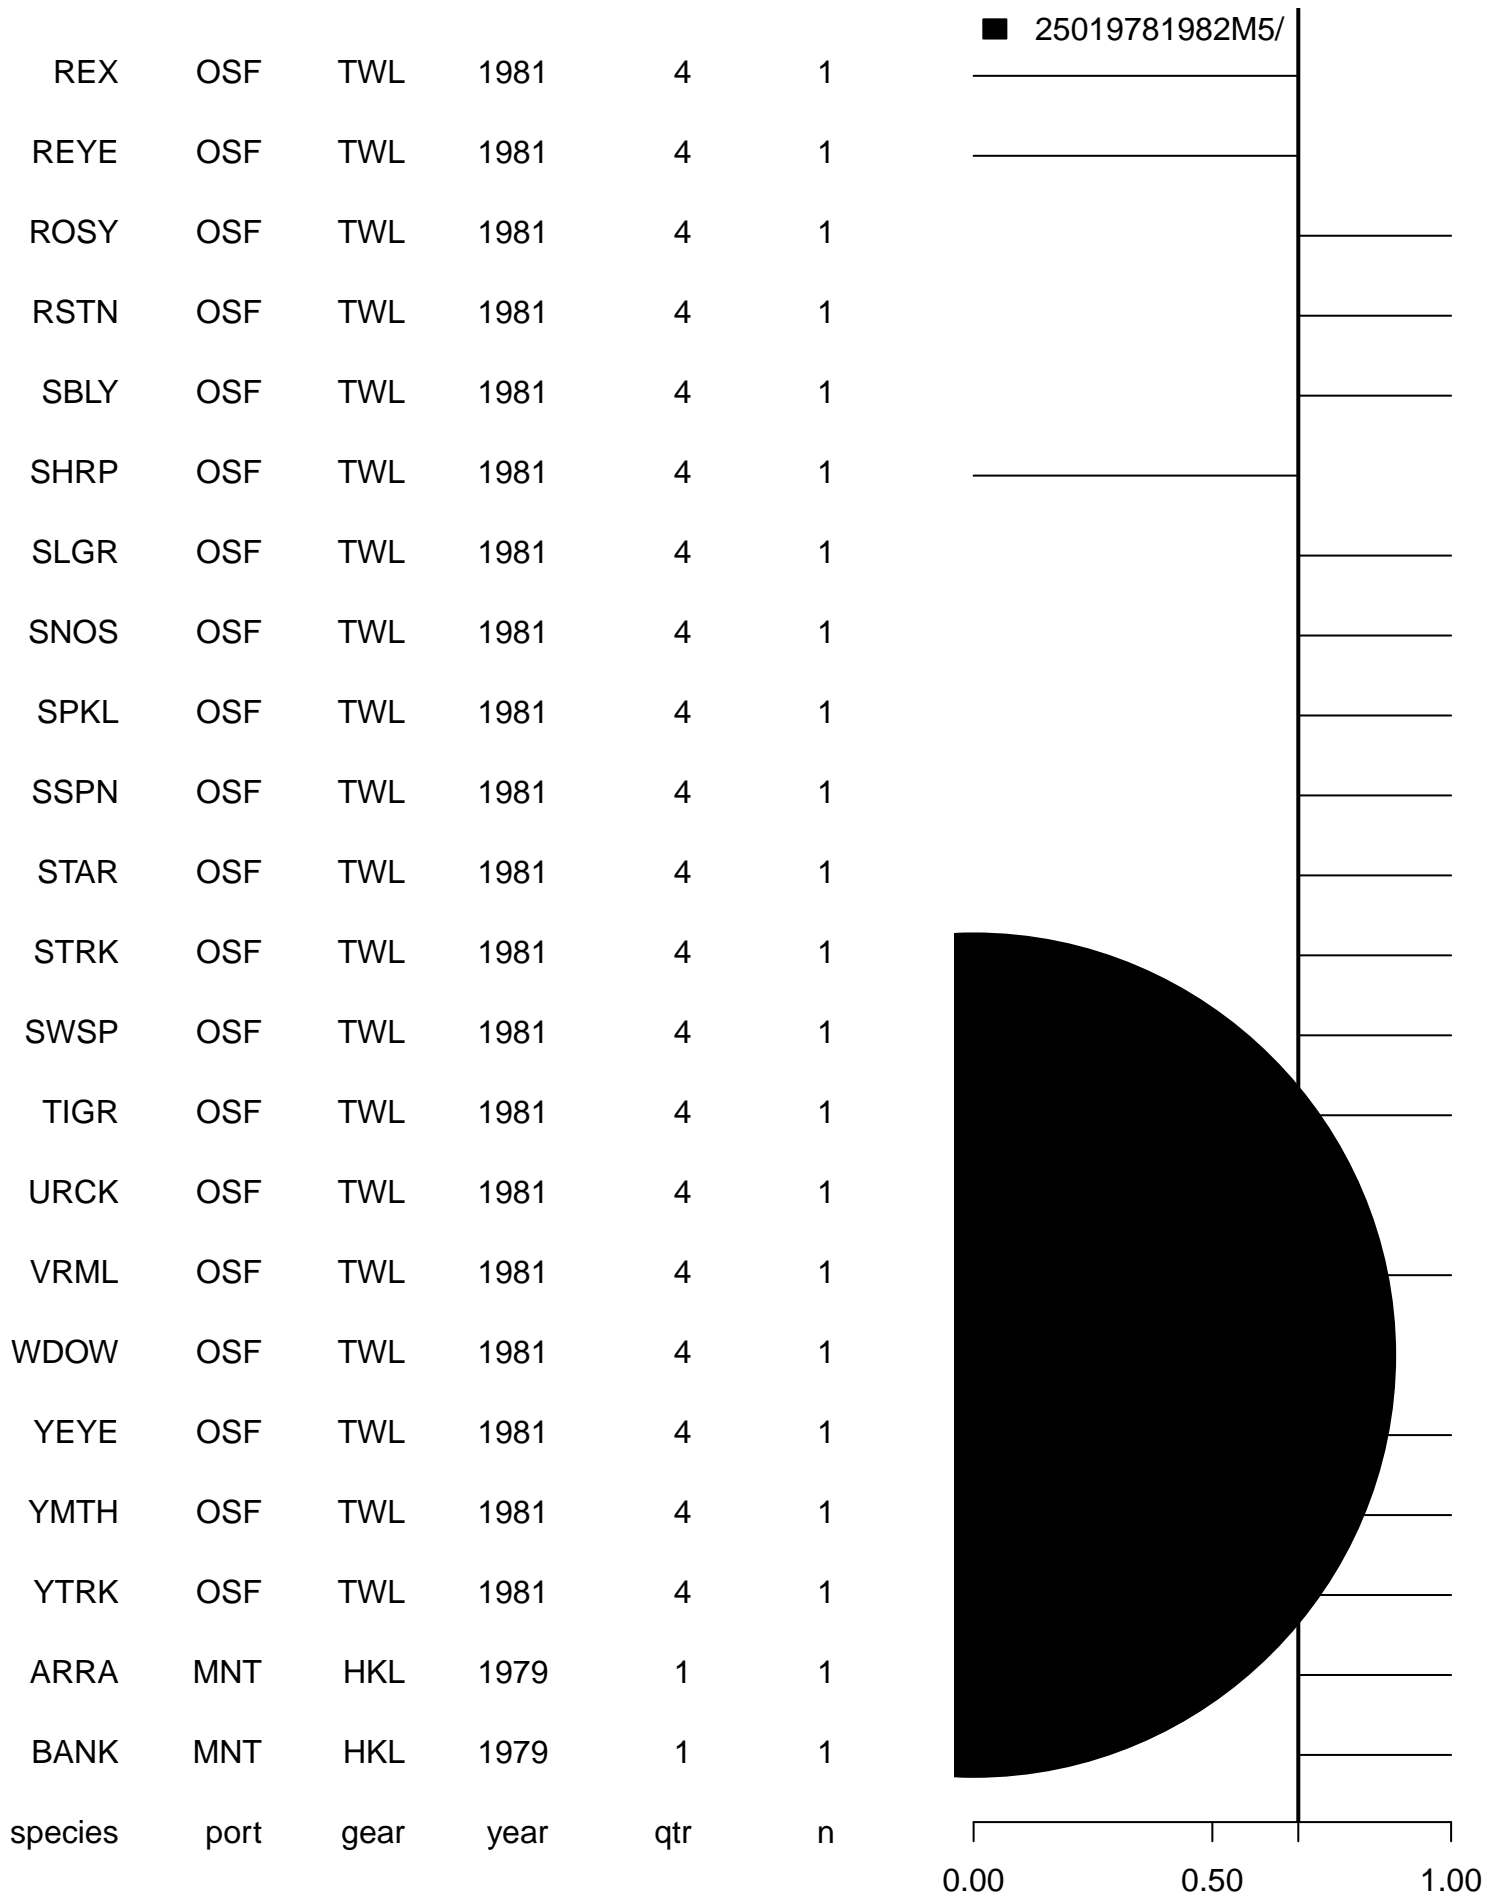 25019781982M5/
REX OSF TWL 1981 4 1
REYE OSF TWL 1981 4 1
ROSY OSF TWL 1981 4 1
RSTN OSF TWL 1981 4 1
SBLY OSF TWL 1981 4 1
SHRP OSF TWL 1981 4 1
SLGR OSF TWL 1981 4 1
SNOS OSF TWL 1981 4 1
SPKL OSF TWL 1981 4 1
SSPN OSF TWL 1981 4 1
STAR OSF TWL 1981 4 1
STRK OSF TWL 1981 4 1
SWSP OSF TWL 1981 4 1
TIGR OSF TWL 1981 4 1
URCK OSF TWL 1981 4 1
VRML OSF TWL 1981 4 1
WDOW OSF TWL 1981 4 1
YEYE OSF TWL 1981 4 1
YMTH OSF TWL 1981 4 1
YTRK OSF TWL 1981 4 1
ARRA MNT HKL 1979 1 1
BANK MNT HKL 1979 1 1
species port gear year qtr n
0.00 0.50 1.00